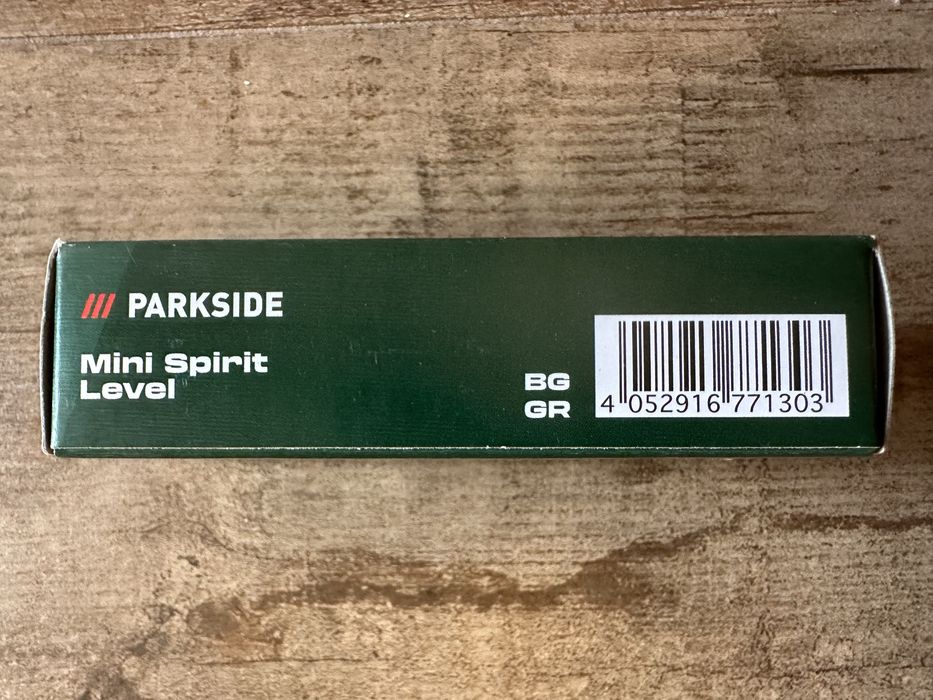 PARKSIDE
Mini Spirit
Level
BG
GR
4 052916 771303